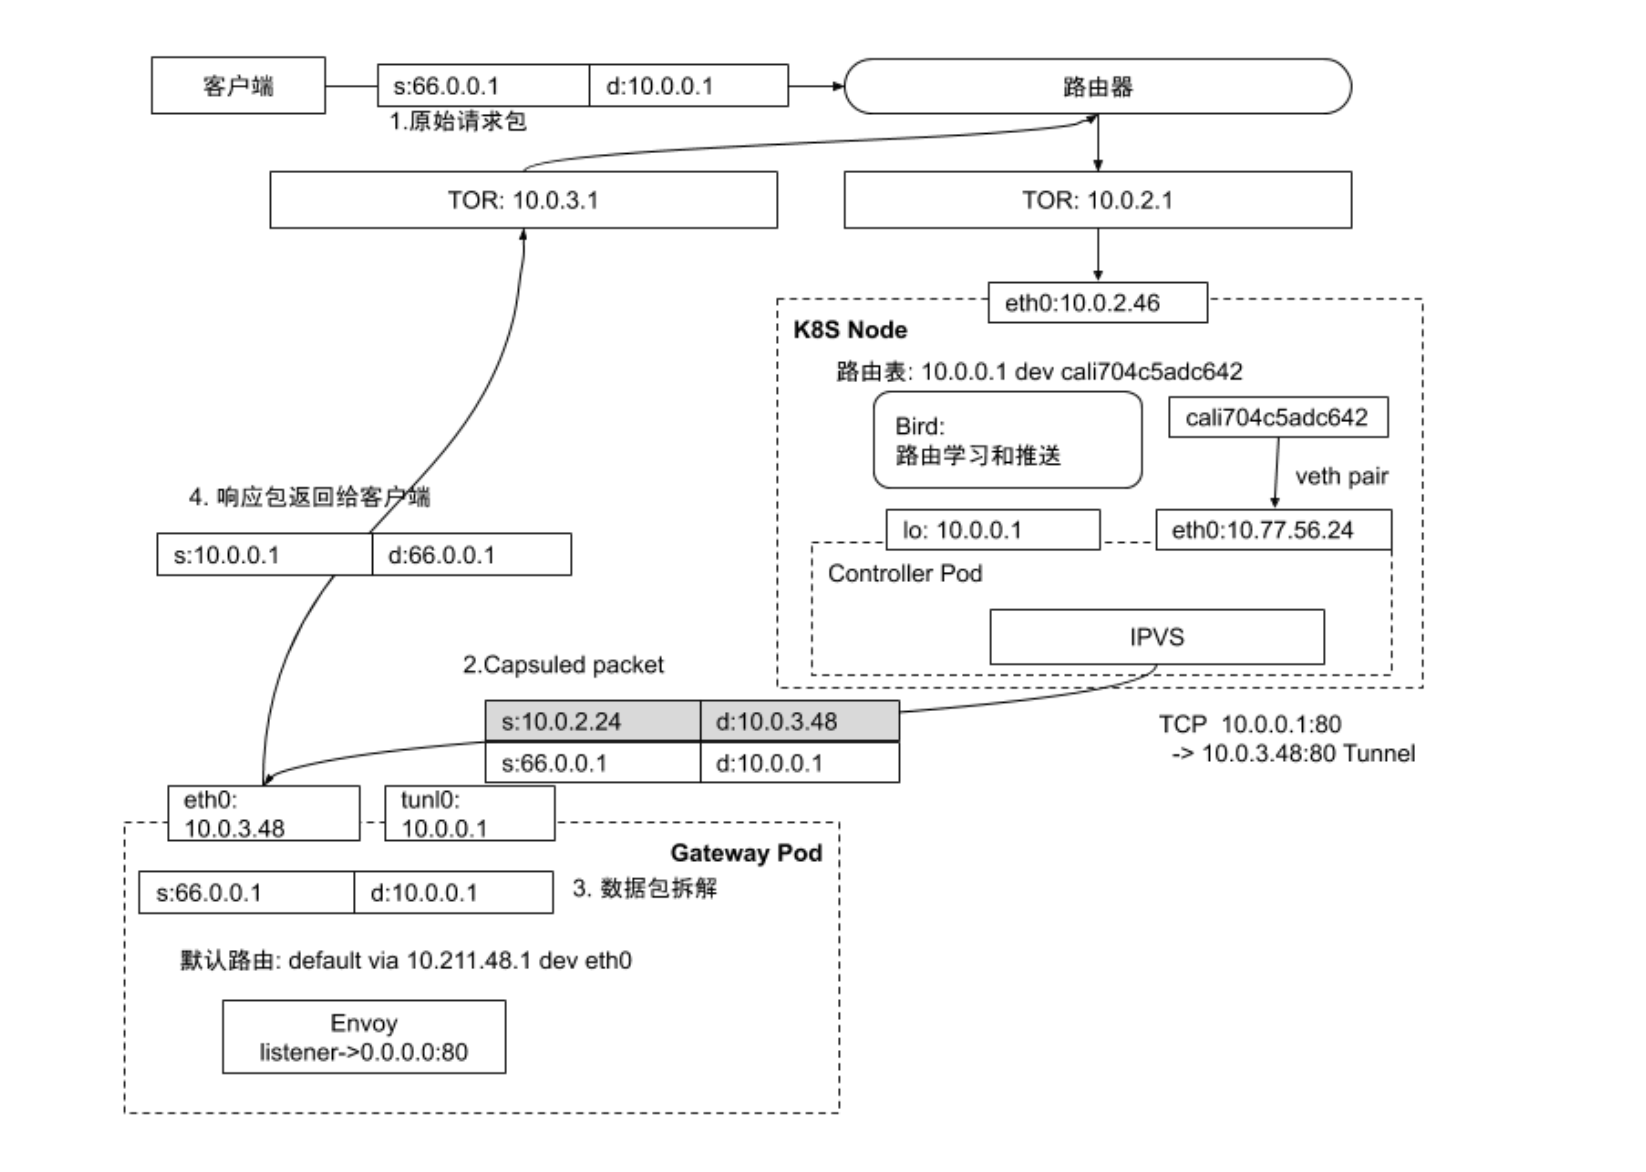 客户端
s:66.0.0.1
d:10.0.0.1
路由器
1.原始请求包
TOR: 10.0.3.1
TOR: 10.0.2.1
eth0:10.0.2.46
K8S Node
路由表: 10.0.0.1 dev cali704c5adc642
Bird:
路由学习和推送
cali704c5adc642
veth pair
lo: 10.0.0.1
eth0:10.77.56.24
Controller Pod
IPVS
4. 响应包返回给客户端
s:10.0.0.1
d:66.0.0.1
2.Capsuled packet
s:10.0.2.24
d:10.0.3.48
s:66.0.0.1
d:10.0.0.1
TCP 10.0.0.1:80
-> 10.0.3.48:80 Tunnel
eth0:
10.0.3.48
tunl0:
10.0.0.1
Gateway Pod
s:66.0.0.1
d:10.0.0.1
3. 数据包拆解
默认路由: default via 10.211.48.1 dev eth0
Envoy
listener->0.0.0.0:80